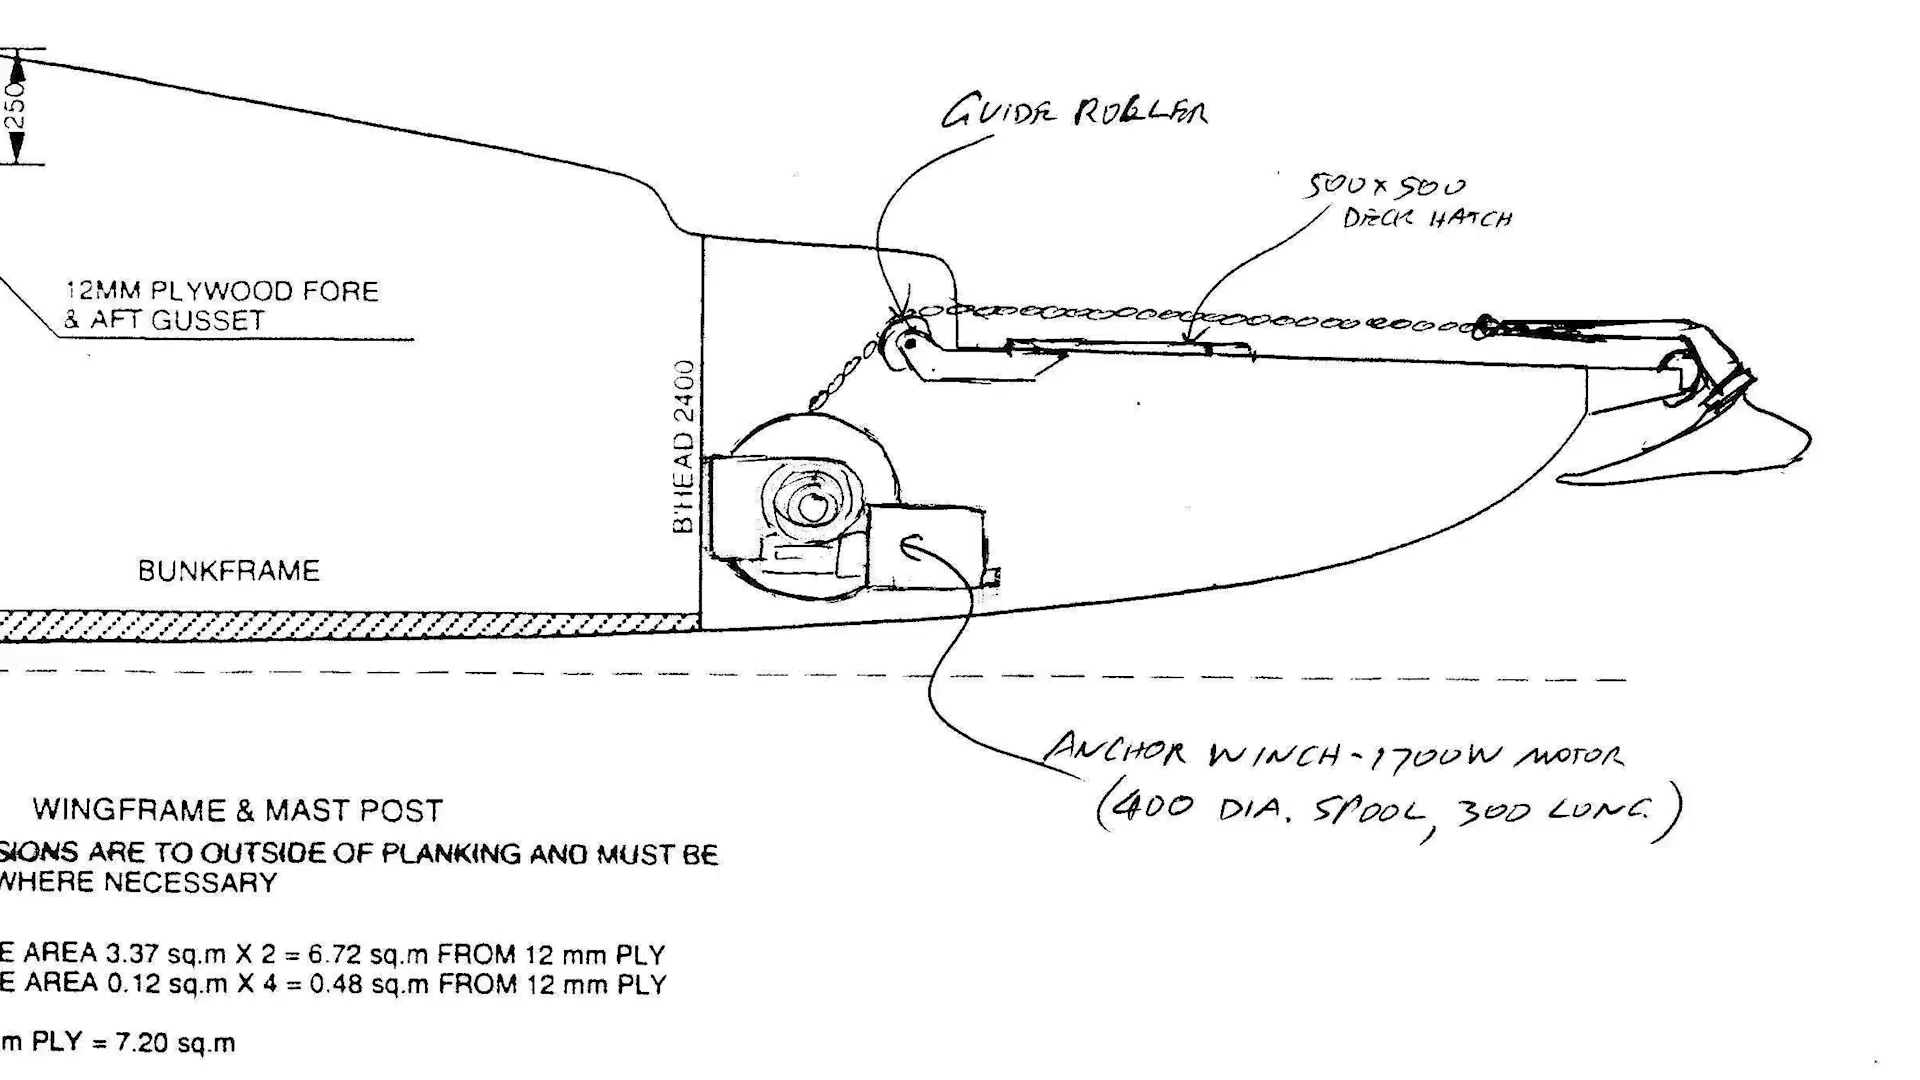 250
GUIDE ROLLER
500 x 500
DECK HATCH
12MM PLYWOOD FORE
& AFT GUSSET
B'HEAD 2400
BUNKFRAME
ANCHOR WINCH - 1700W MOTOR
(400 DIA. SPOOL, 300 LONG.)
WINGFRAME & MAST POST
SIONS ARE TO OUTSIDE OF PLANKING AND MUST BE
WHERE NECESSARY
E AREA 3.37 sq.m X 2 = 6.72 sq.m FROM 12 mm PLY
E AREA 0.12 sq.m X 4 = 0.48 sq.m FROM 12 mm PLY
m PLY = 7.20 sq.m